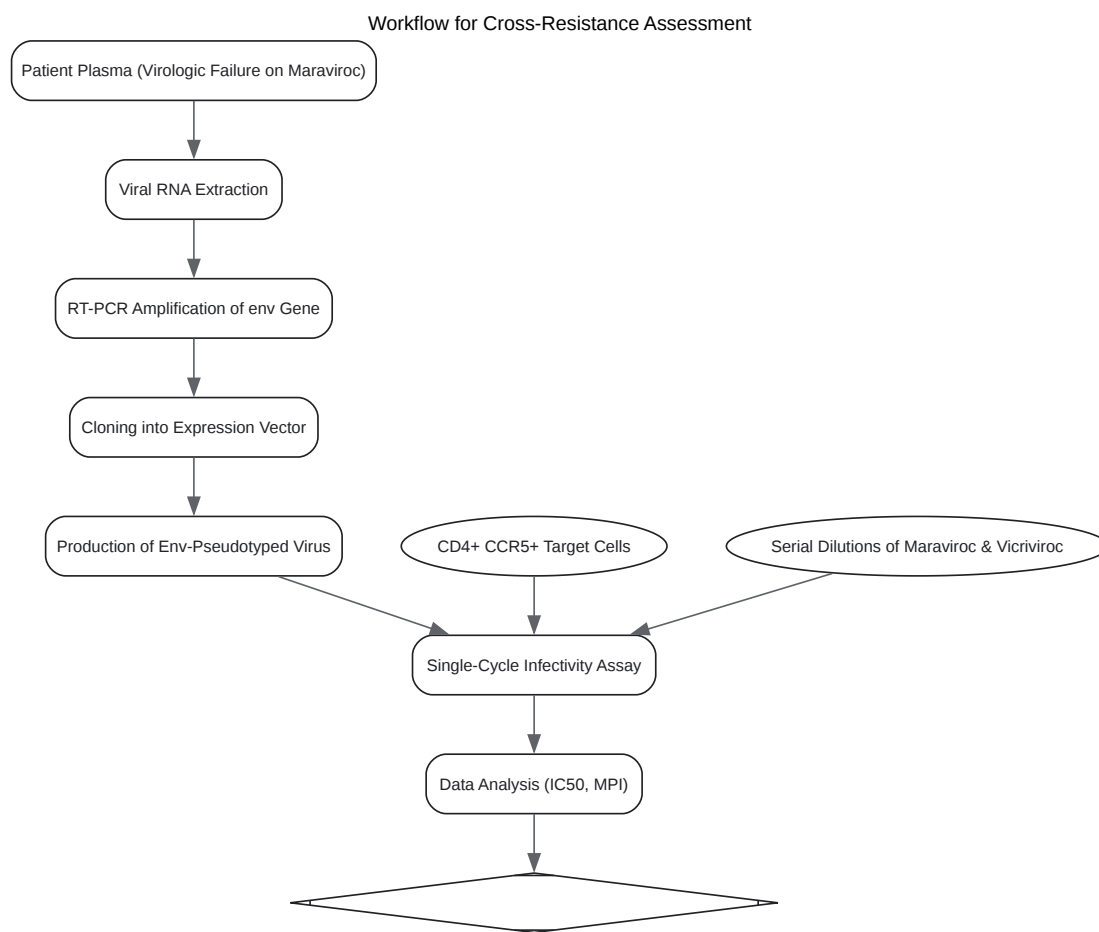 Workflow for Cross-Resistance Assessment
Patient Plasma (Virologic Failure on Maraviroc)
Viral RNA Extraction
RT-PCR Amplification of env Gene
Cloning into Expression Vector
Production of Env-Pseudotyped Virus
CD4+ CCR5+ Target Cells
Serial Dilutions of Maraviroc & Vicriviroc
Single-Cycle Infectivity Assay
Data Analysis (IC50, MPI)